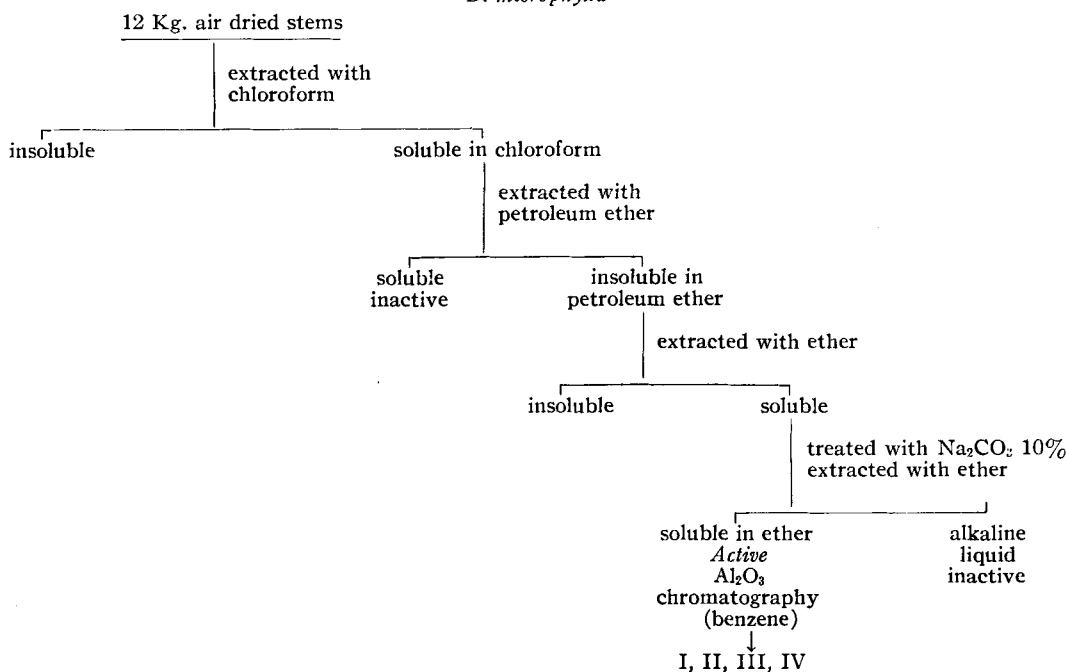 12 Kg. air dried stems
extracted with
chloroform
insoluble
soluble in chloroform
extracted with
petroleum ether
soluble
inactive
insoluble in
petroleum ether
extracted with ether
insoluble
soluble
treated with Na₂CO₃ 10%
extracted with ether
soluble in ether
Active
Al₂O₃
chromatography
(benzene)
I, II, III, IV
alkaline
liquid
inactive